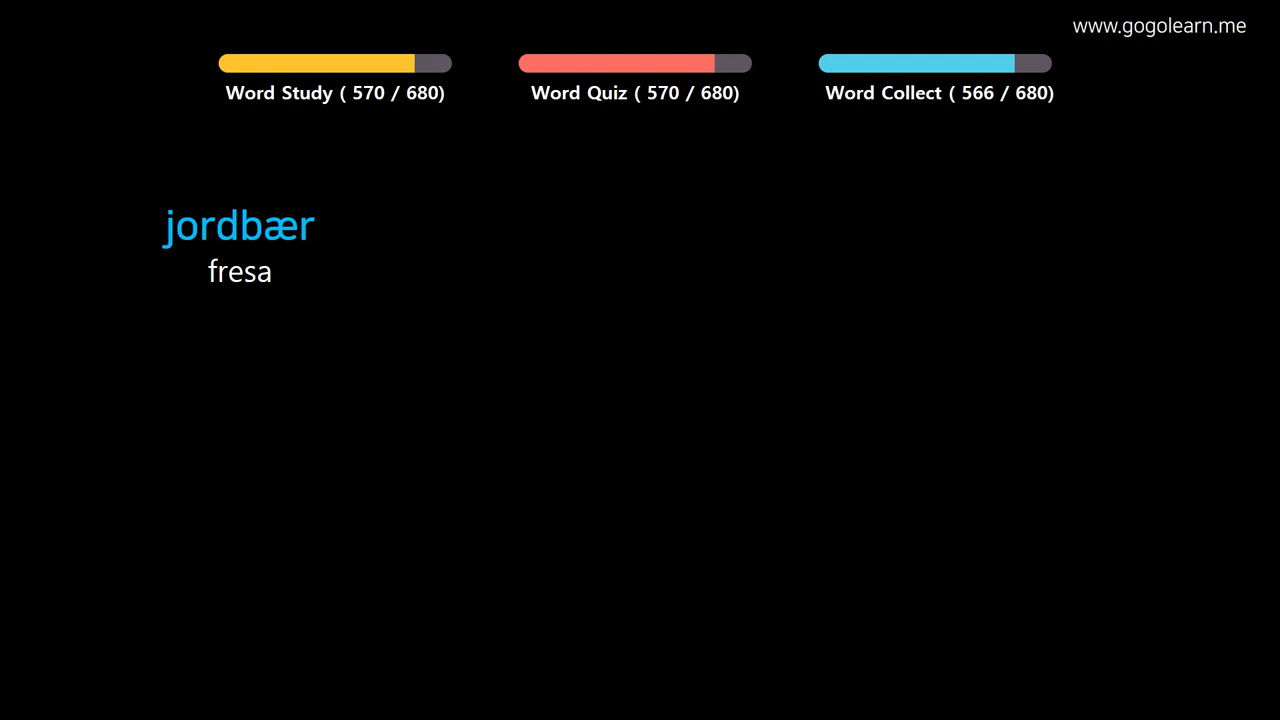 www.gogolearn.me
Word Study ( 570 / 680)
Word Quiz ( 570 / 680)
Word Collect ( 566 / 680)
jordbær
fresa